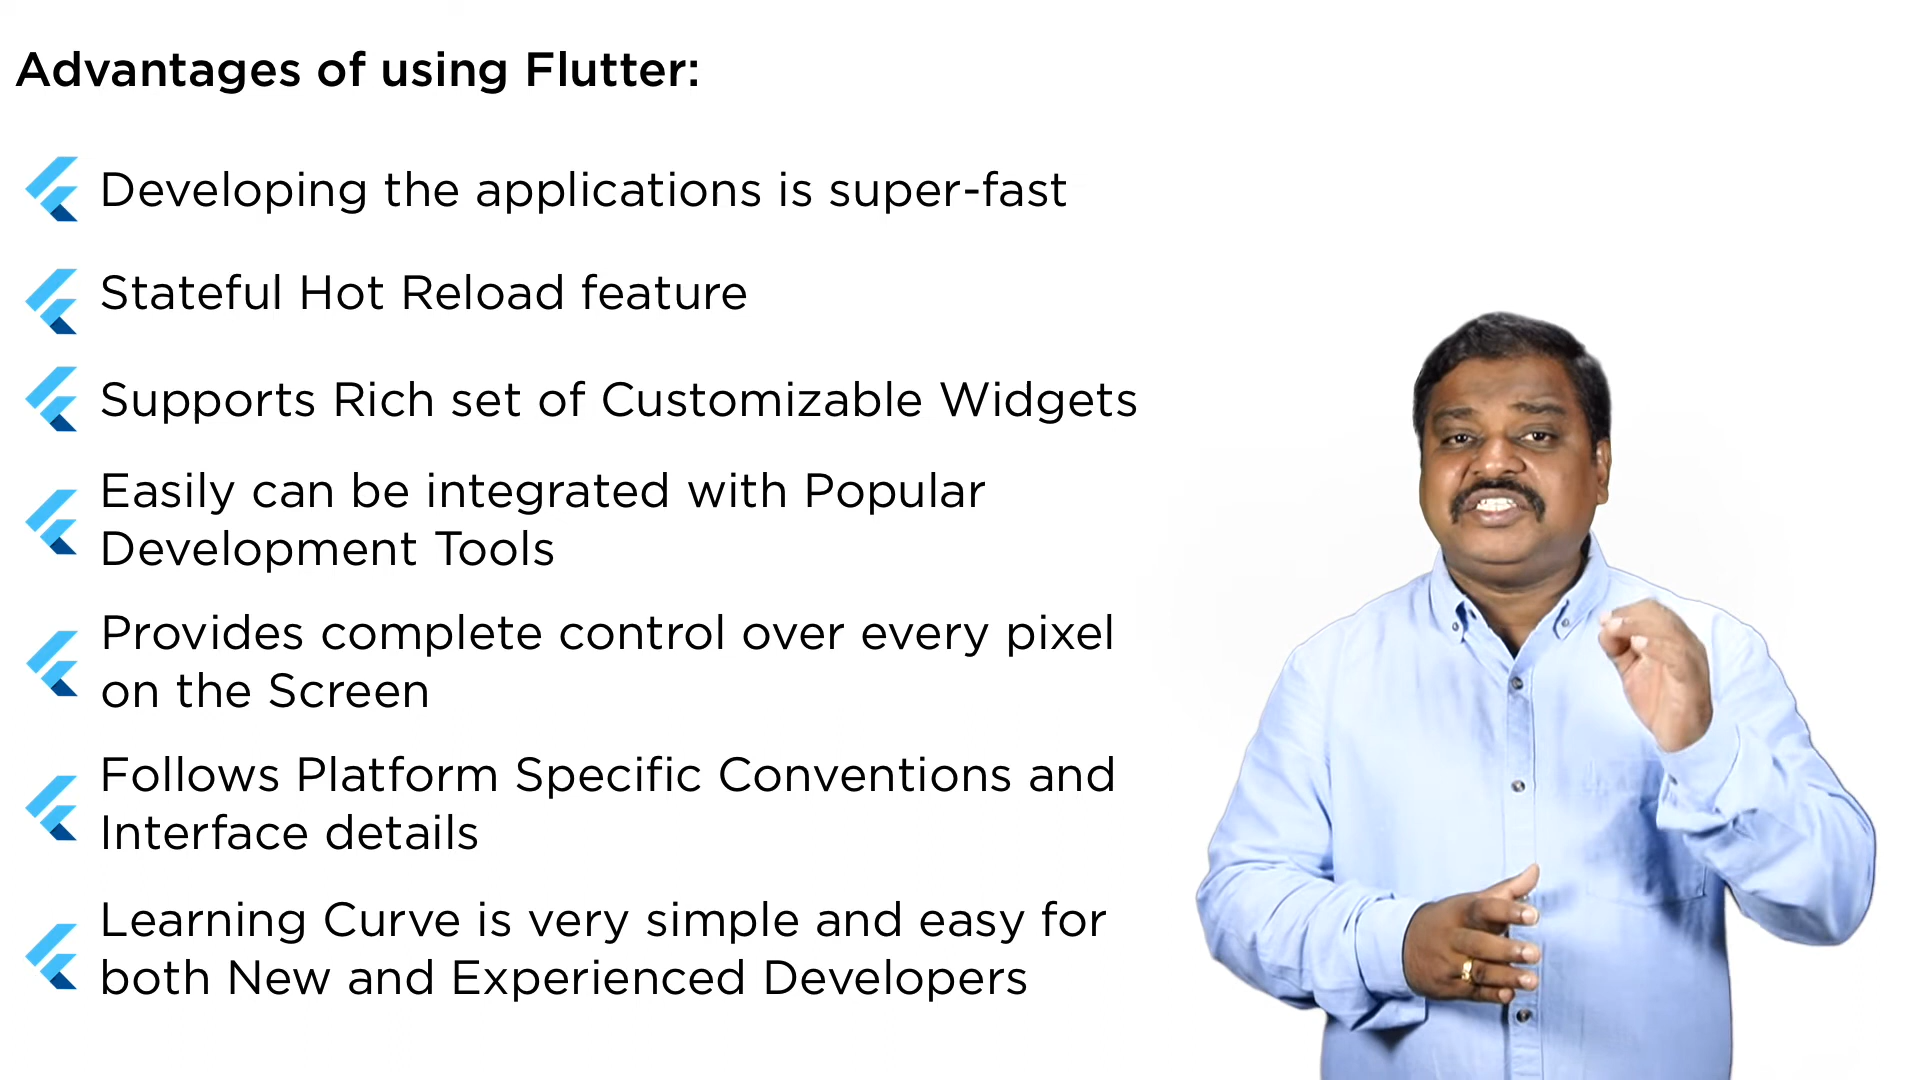 Advantages of using Flutter:
Developing the applications is super-fast
Stateful Hot Reload feature
Supports Rich set of Customizable Widgets
Easily can be integrated with Popular
Development Tools
Provides complete control over every pixel
on the Screen
Follows Platform Specific Conventions and
Interface details
Learning Curve is very simple and easy for
both New and Experienced Developers